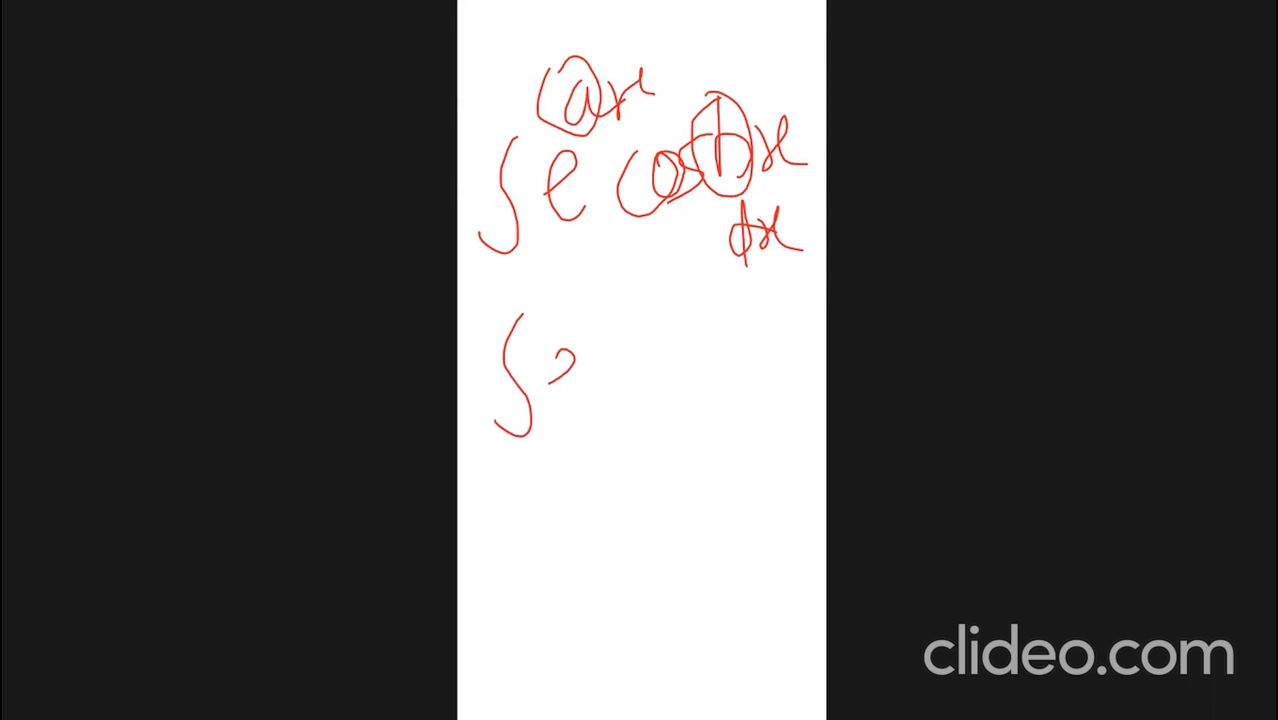 ∫ e^{ax} cos bx
dx
∫
clideo.com